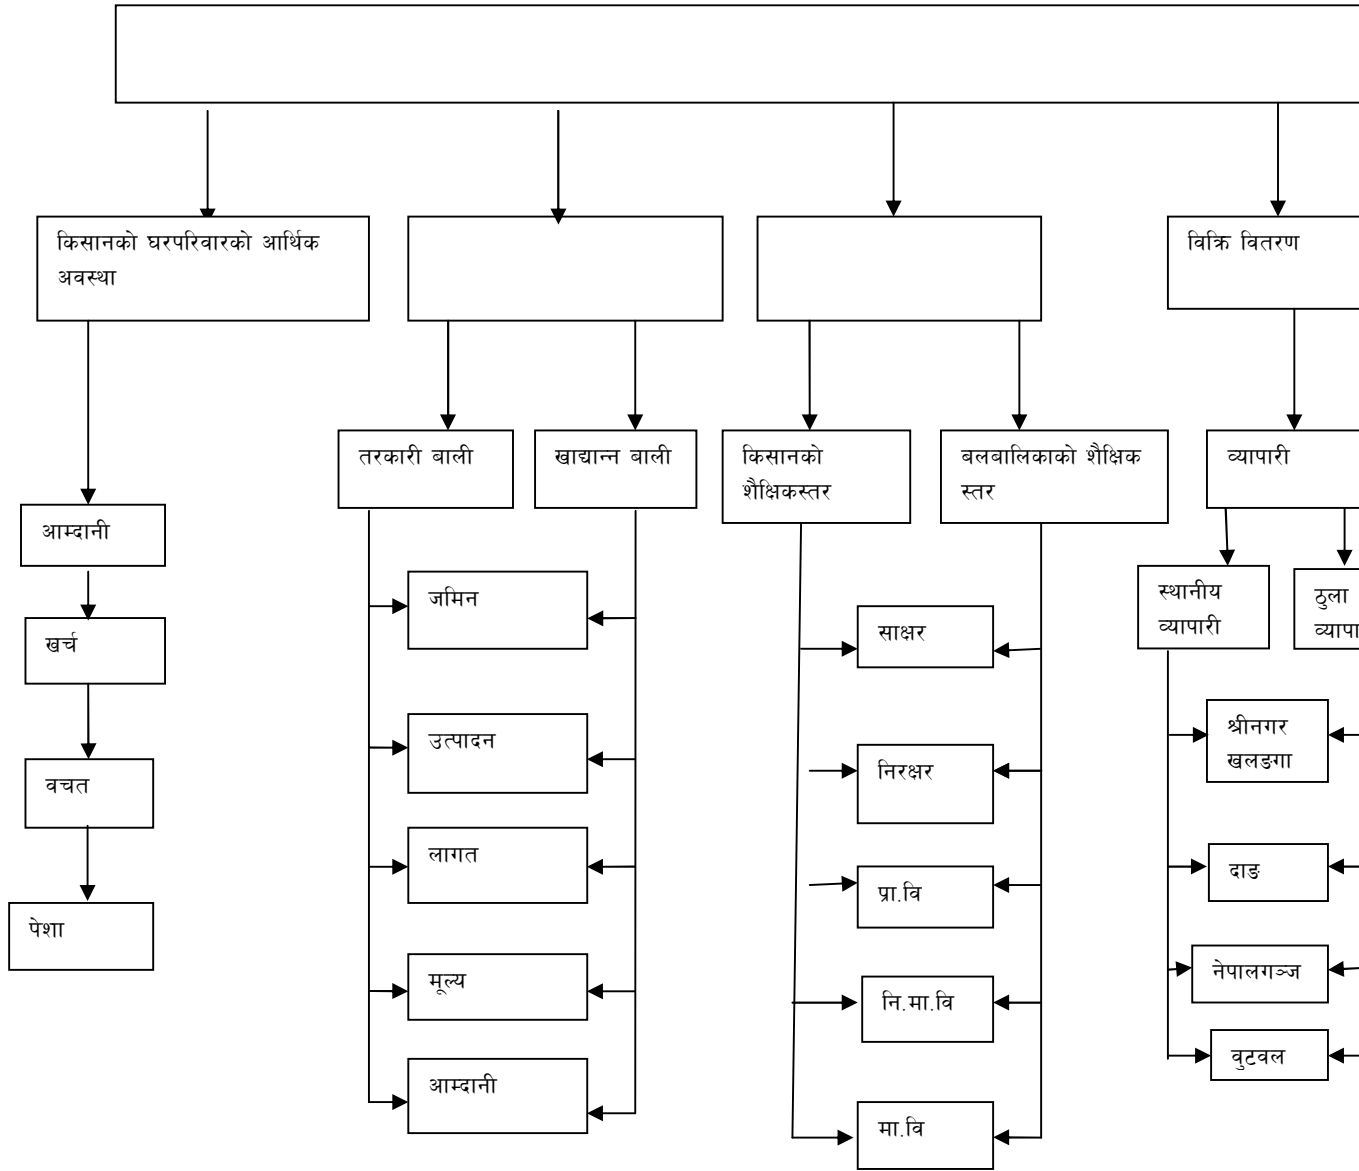 किसानको घरपरिवारको आर्थिक
अवस्था
विक्रि वितरण
तरकारी बाली
खाद्यान्न बाली
किसानको
शैक्षिकस्तर
बलबालिकाको शैक्षिक
स्तर
व्यापारी
आम्दानी
खर्च
वचत
पेशा
जमिन
उत्पादन
लागत
मूल्य
आम्दानी
साक्षर
निरक्षर
प्रा.वि
नि.मा.वि
मा.वि
स्थानीय
व्यापारी
ठुला
श्रीनगर
खलङगा
दाङ
नेपालगञ्ज
वुटवल